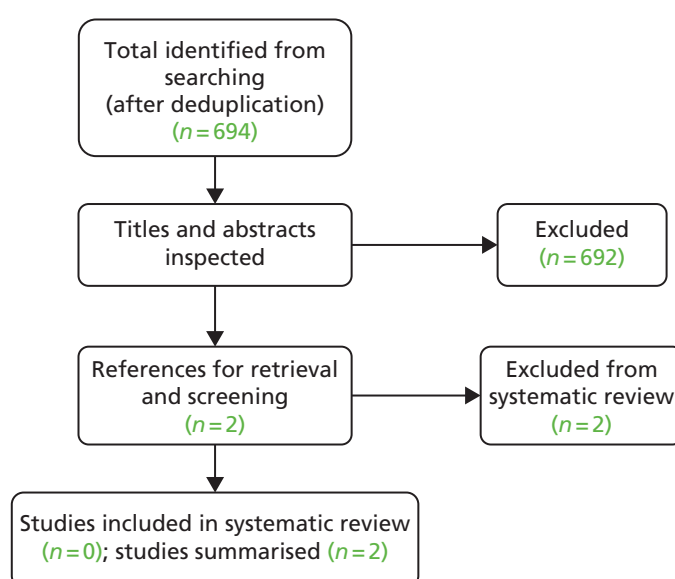 Total identified from
searching
(after deduplication)
(n=694)
Titles and abstracts
inspected
Excluded
(n=692)
References for retrieval
and screening
(n=2)
Excluded from
systematic review
(n=2)
Studies included in systematic review
(n=0); studies summarised (n=2)